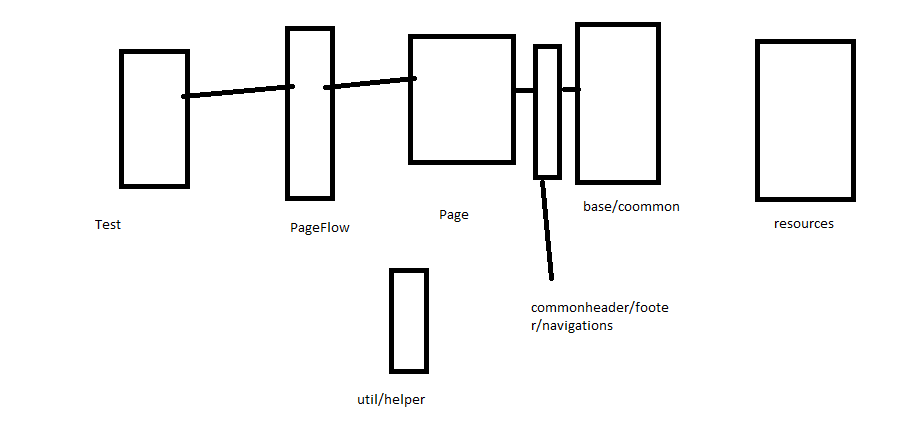 Test
PageFlow
Page
base/coommon
resources
commonheader/foote
r/navigations
util/helper